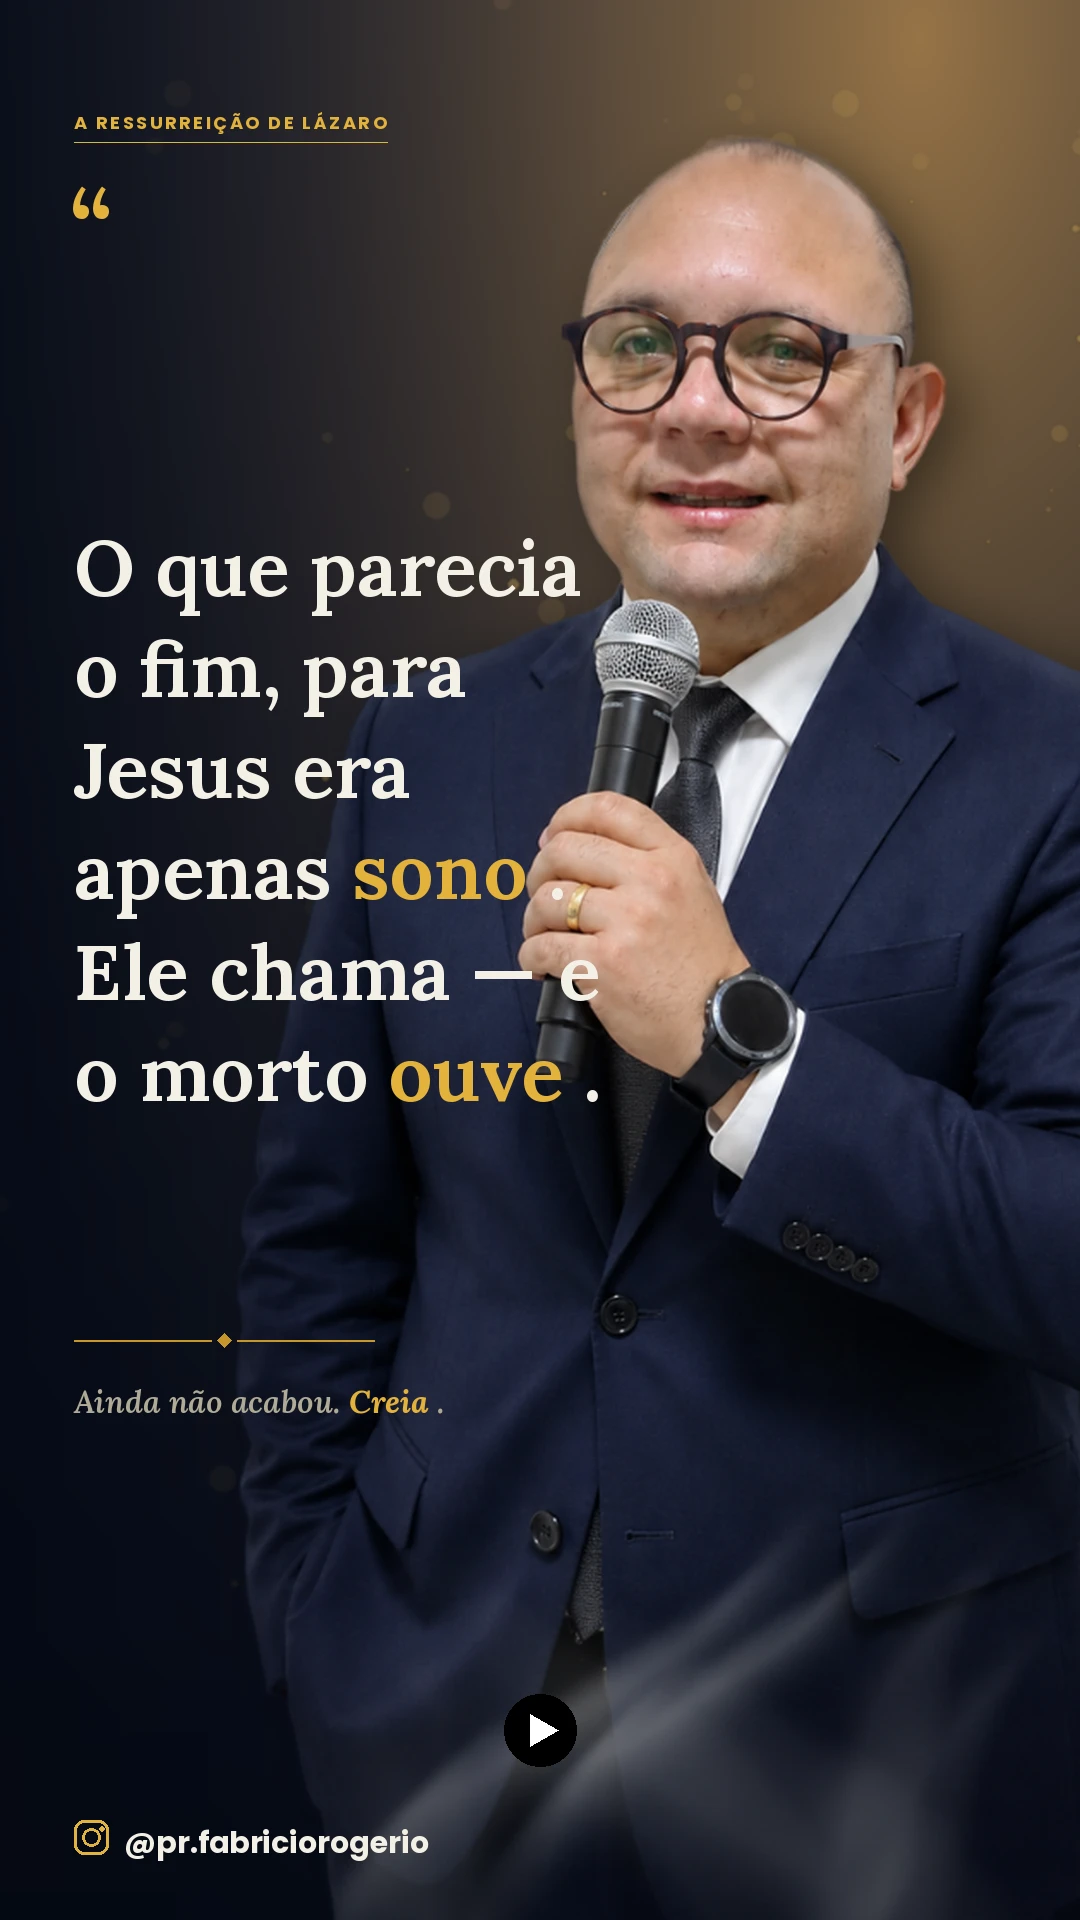 A RESSURREIÇÃO DE LÁZARO
“
O que parecia
o fim, para
Jesus era
apenas sono .
Ele chama — e
o morto ouve .
Ainda não acabou. Creia .
@pr.fabriciorogerio